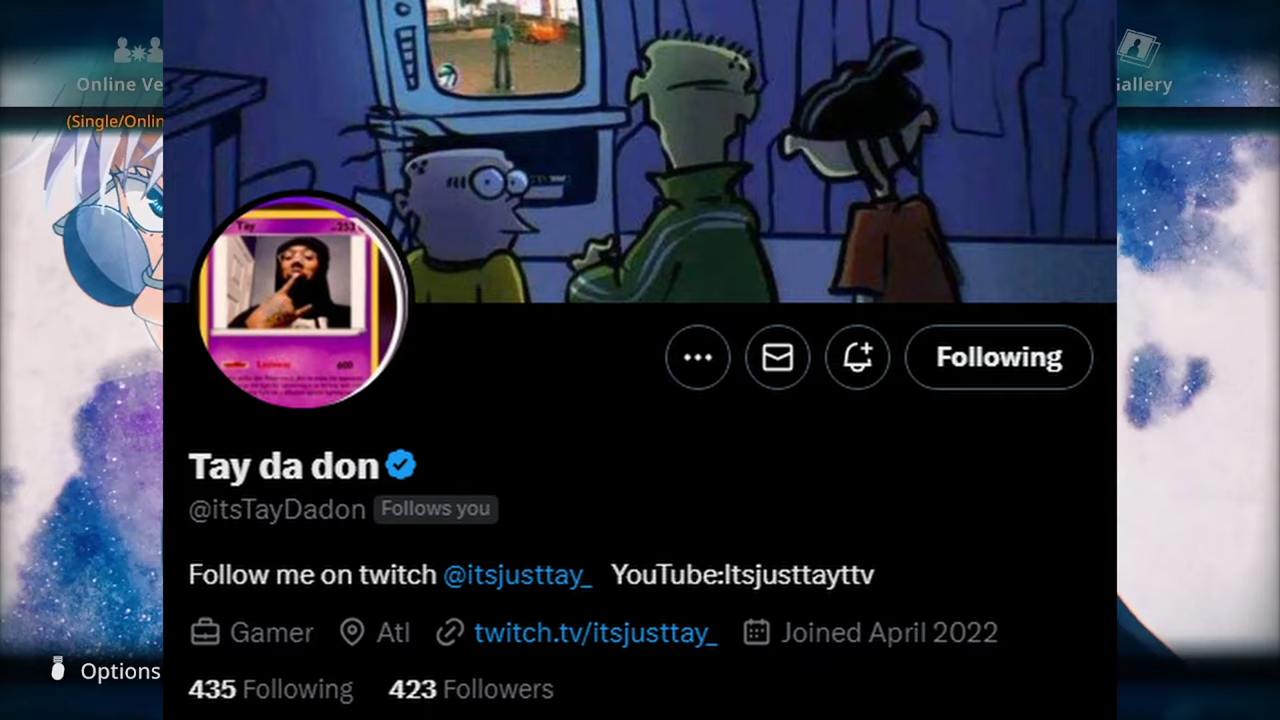 Online Ve
Gallery
(Single/Onlin
Tay
Following
Tay da don
@itsTayDadon Follows you
Follow me on twitch @itsjusttay_ YouTube:Itsjusttayttv
Gamer Atl twitch.tv/itsjusttay_ Joined April 2022
Options
435 Following 423 Followers